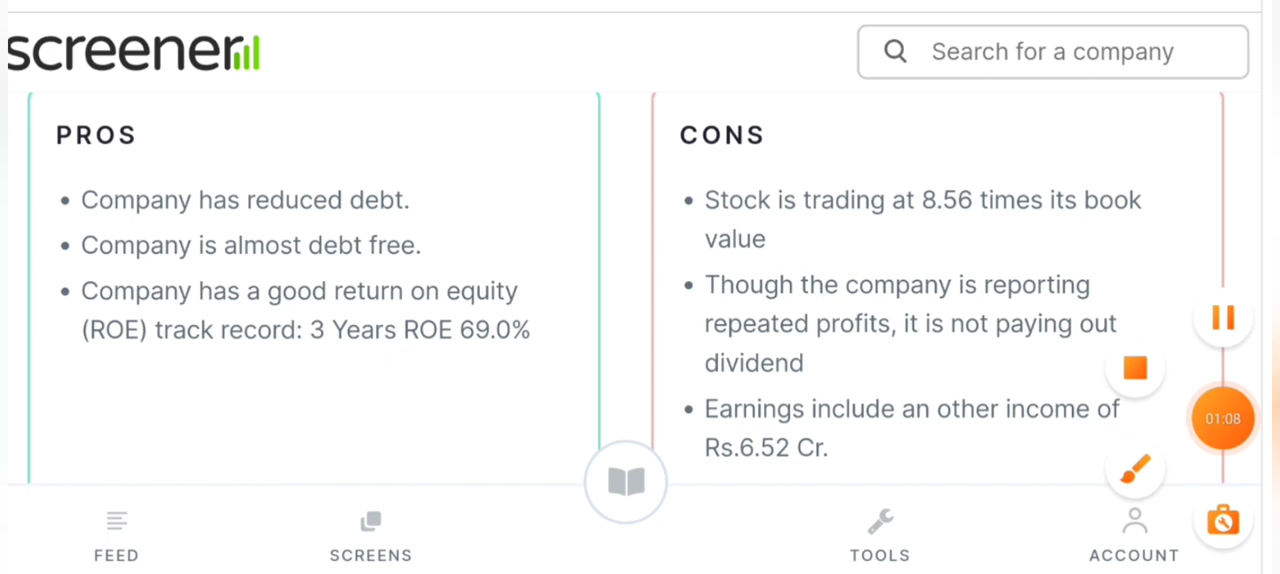 screener
Search for a company
PROS
• Company has reduced debt.
• Company is almost debt free.
• Company has a good return on equity
(ROE) track record: 3 Years ROE 69.0%
CONS
• Stock is trading at 8.56 times its book
value
• Though the company is reporting
repeated profits, it is not paying out
dividend
• Earnings include an other income of
Rs.6.52 Cr.
01:08
FEED
SCREENS
TOOLS
ACCOUNT